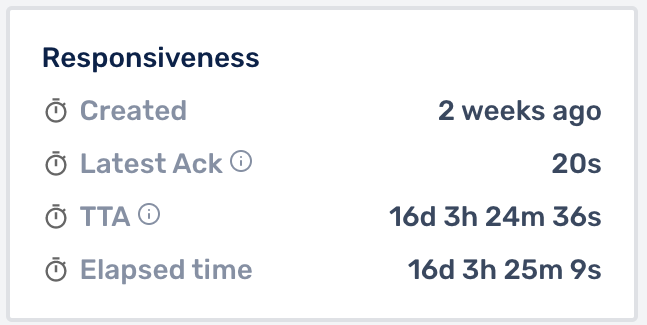 Responsiveness
Created 2 weeks ago
Latest Ack 20s
TTA 16d 3h 24m 36s
Elapsed time 16d 3h 25m 9s